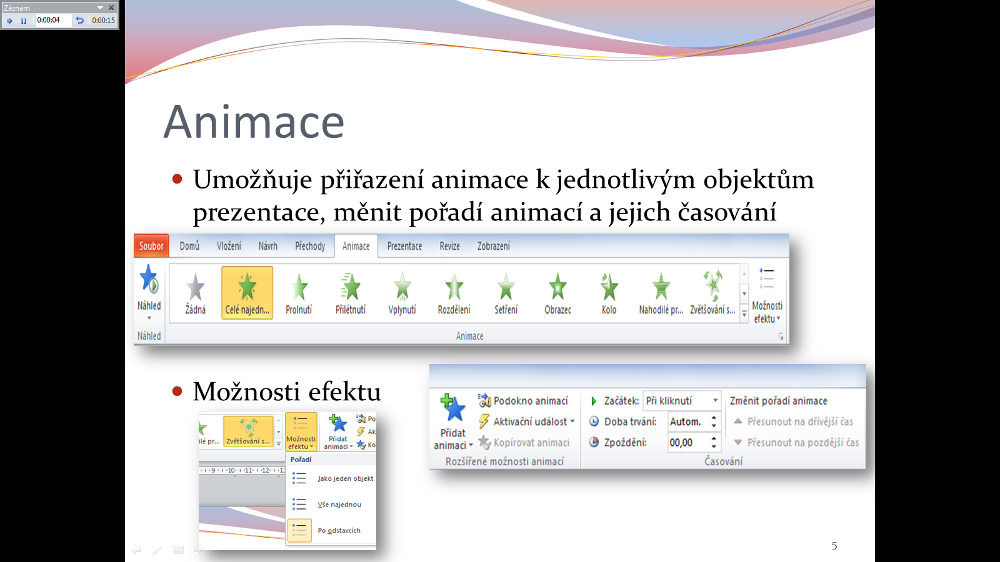 Záznam
0:00:04
0:00:15
Animace
Umožňuje přiřazení animace k jednotlivým objektům
prezentace, měnit pořadí animací a jejich časování
Soubor Domů Vložení Návrh Přechody Animace Prezentace Revize Zobrazení
Náhled
Žádná Celé najedn... Prolnutí Přilétnutí Vplynutí Rozdělení Setření Obrazec Kolo Nahodilé pr... Zvětšování s...
Možnosti
efektu
Náhled
Animace
Možnosti efektu
ilé pr... Zvětšování s...
Možnosti
efektu
Přidat
animaci
Po
Ak
Ko
Pořadí
9 10 11 12 13
Jako jeden objekt
Vše najednou
Po odstavcích
Přidat
animaci
Podokno animací
Aktivační událost
Kopírovat animaci
Rozšířené možnosti animací
Začátek: Při kliknutí
Doba trvání: Autom.
Zpoždění: 00,00
Změnit pořadí animace
Přesunout na dřívější čas
Přesunout na pozdější čas
Časování
5